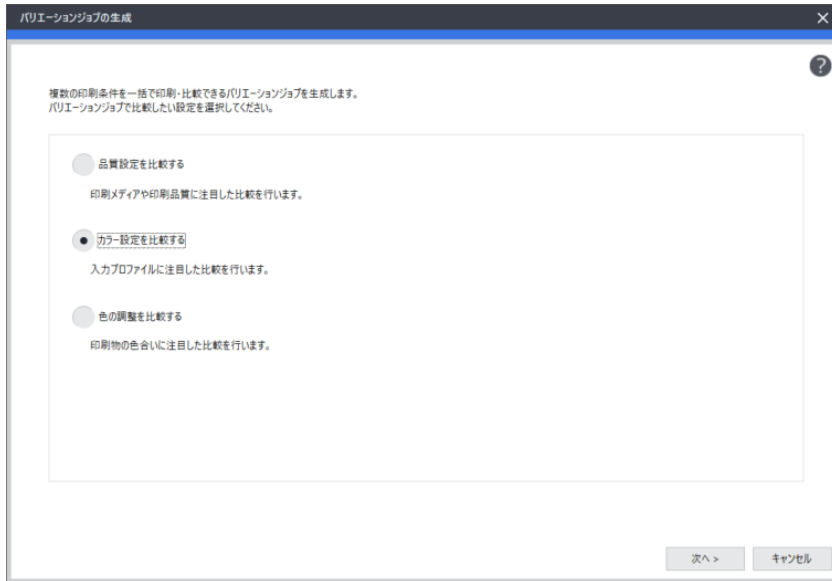 バリエーションジョブの生成
複数の印刷条件を一括で印刷・比較できるバリエーションジョブを生成します。
バリエーションジョブで比較したい設定を選択してください。
品質設定を比較する
印刷メディアや印刷品質に注目した比較を行います。
カラー設定を比較する
入力プロファイルに注目した比較を行います。
色の調整を比較する
印刷物の色合いに注目した比較を行います。
次へ > キャンセル